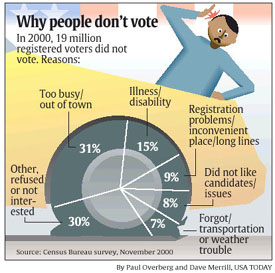 Why people don't vote
In 2000, 19 million
registered voters did not
vote. Reasons:
Too busy/
out of town
31%
Illness/
disability
15%
Registration
problems/
inconvenient
place/long lines
9%
Did not like
candidates/
issues
8%
Forgot/
transportation
or weather
trouble
7%
Other,
refused
or not
inter-
ested
30%
Source: Census Bureau survey, November 2000
By Paul Overberg and Dave Merrill, USA TODAY